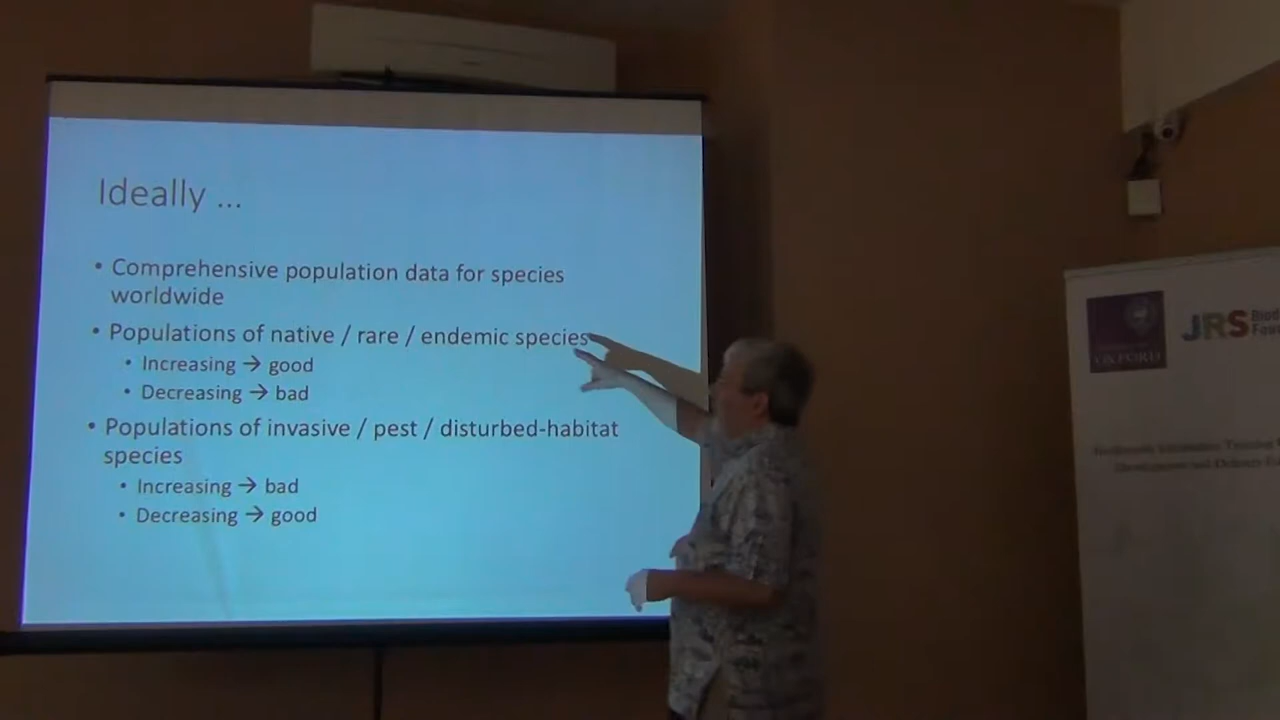 Ideally ...
• Comprehensive population data for species
worldwide
• Populations of native / rare / endemic species
• Increasing → good
• Decreasing → bad
• Populations of invasive / pest / disturbed-habitat
species
• Increasing → bad
• Decreasing → good
OXFORD
JRS